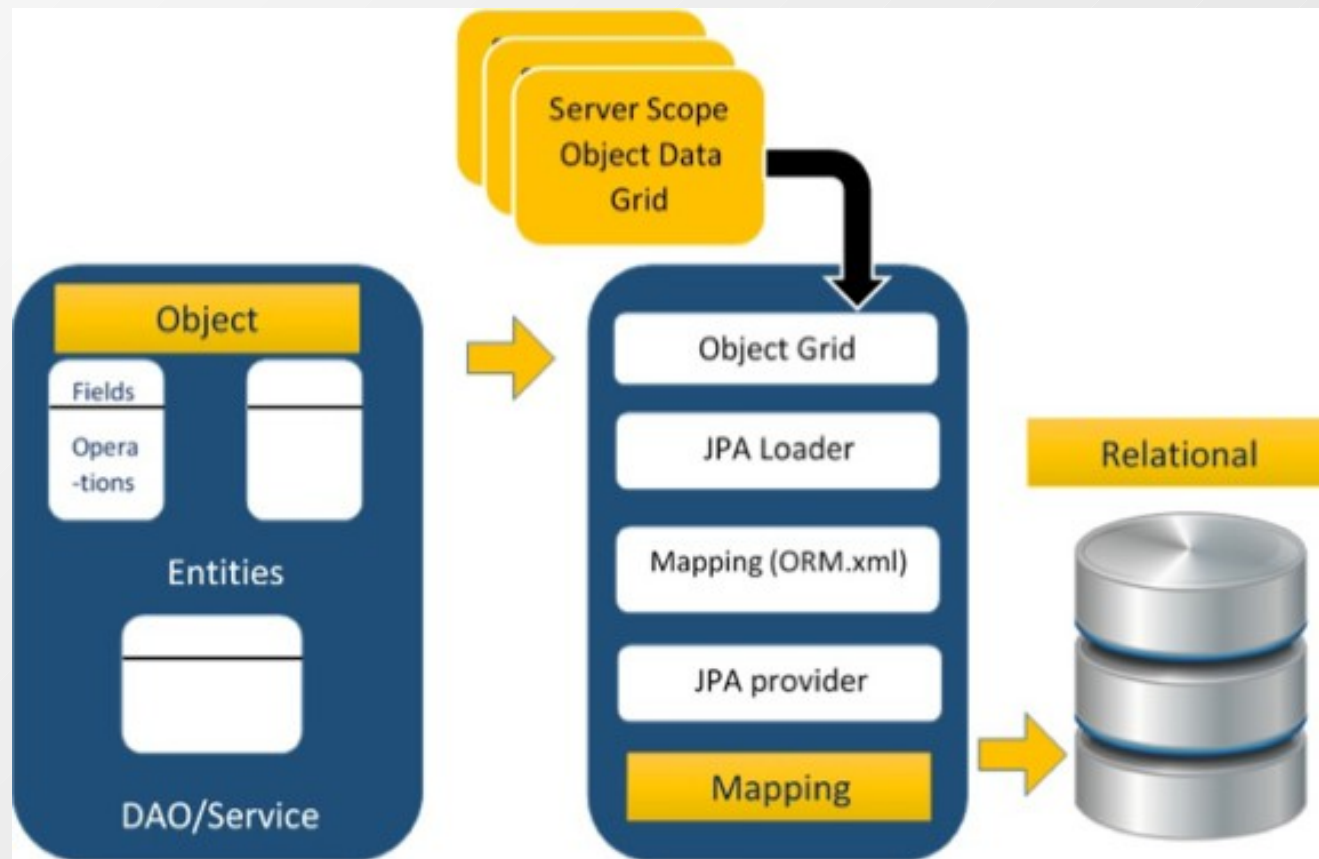 Server Scope
Object Data
Grid
Object
Fields
Opera
-tions
Entities
DAO/Service
Object Grid
JPA Loader
Mapping (ORM.xml)
JPA provider
Mapping
Relational